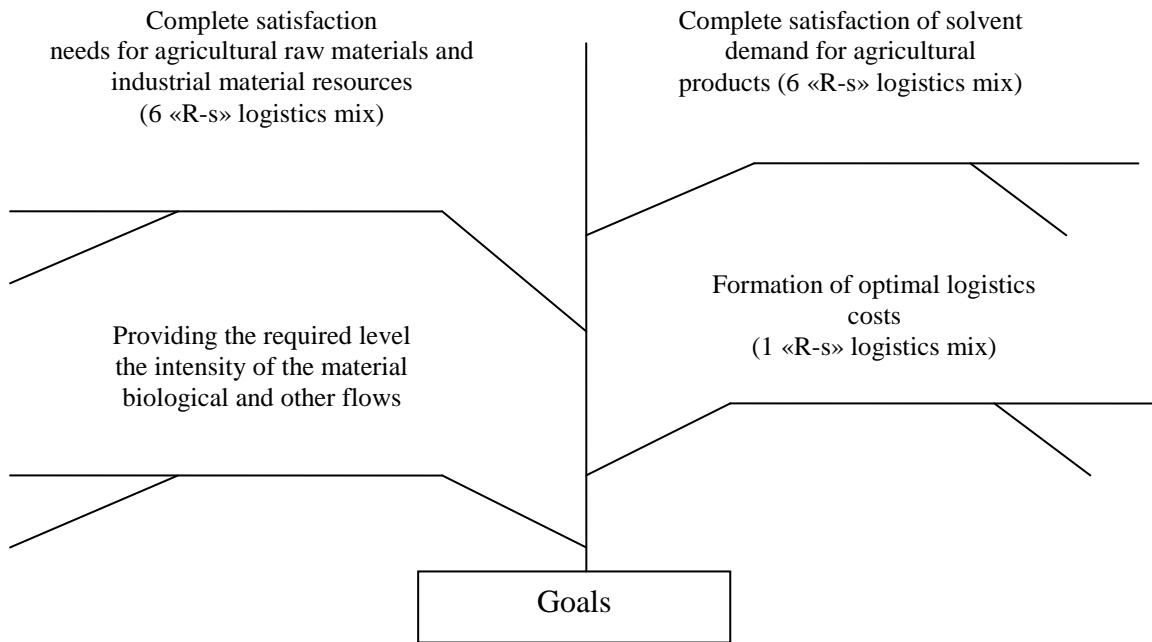 Complete satisfaction
needs for agricultural raw materials and
industrial material resources
(6 «R-s» logistics mix)
Complete satisfaction of solvent
demand for agricultural
products (6 «R-s» logistics mix)
Providing the required level
the intensity of the material
biological and other flows
Formation of optimal logistics
costs
(1 «R-s» logistics mix)
Goals